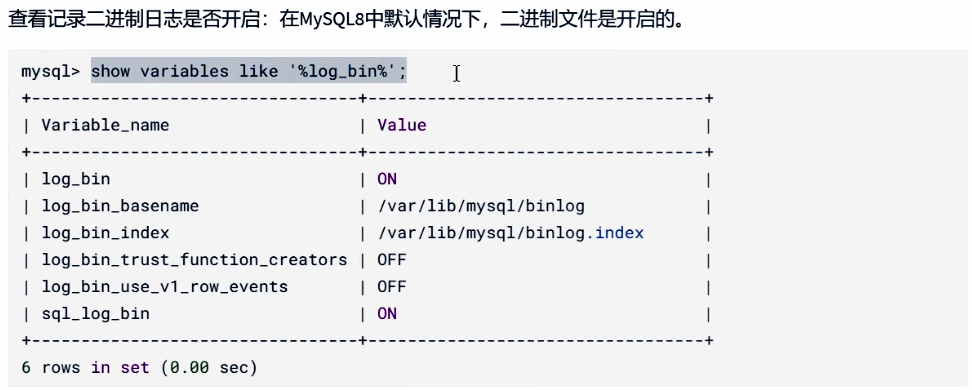 查看记录二进制日志是否开启：在MySQL8中默认情况下，二进制文件是开启的。
mysql> show variables like '%log_bin%';
+---------------------------------+---------------------------------+
| Variable_name                   | Value                           |
+---------------------------------+---------------------------------+
| log_bin                         | ON                              |
| log_bin_basename                | /var/lib/mysql/binlog           |
| log_bin_index                   | /var/lib/mysql/binlog.index     |
| log_bin_trust_function_creators | OFF                             |
| log_bin_use_v1_row_events       | OFF                             |
| sql_log_bin                     | ON                              |
+---------------------------------+---------------------------------+
6 rows in set (0.00 sec)